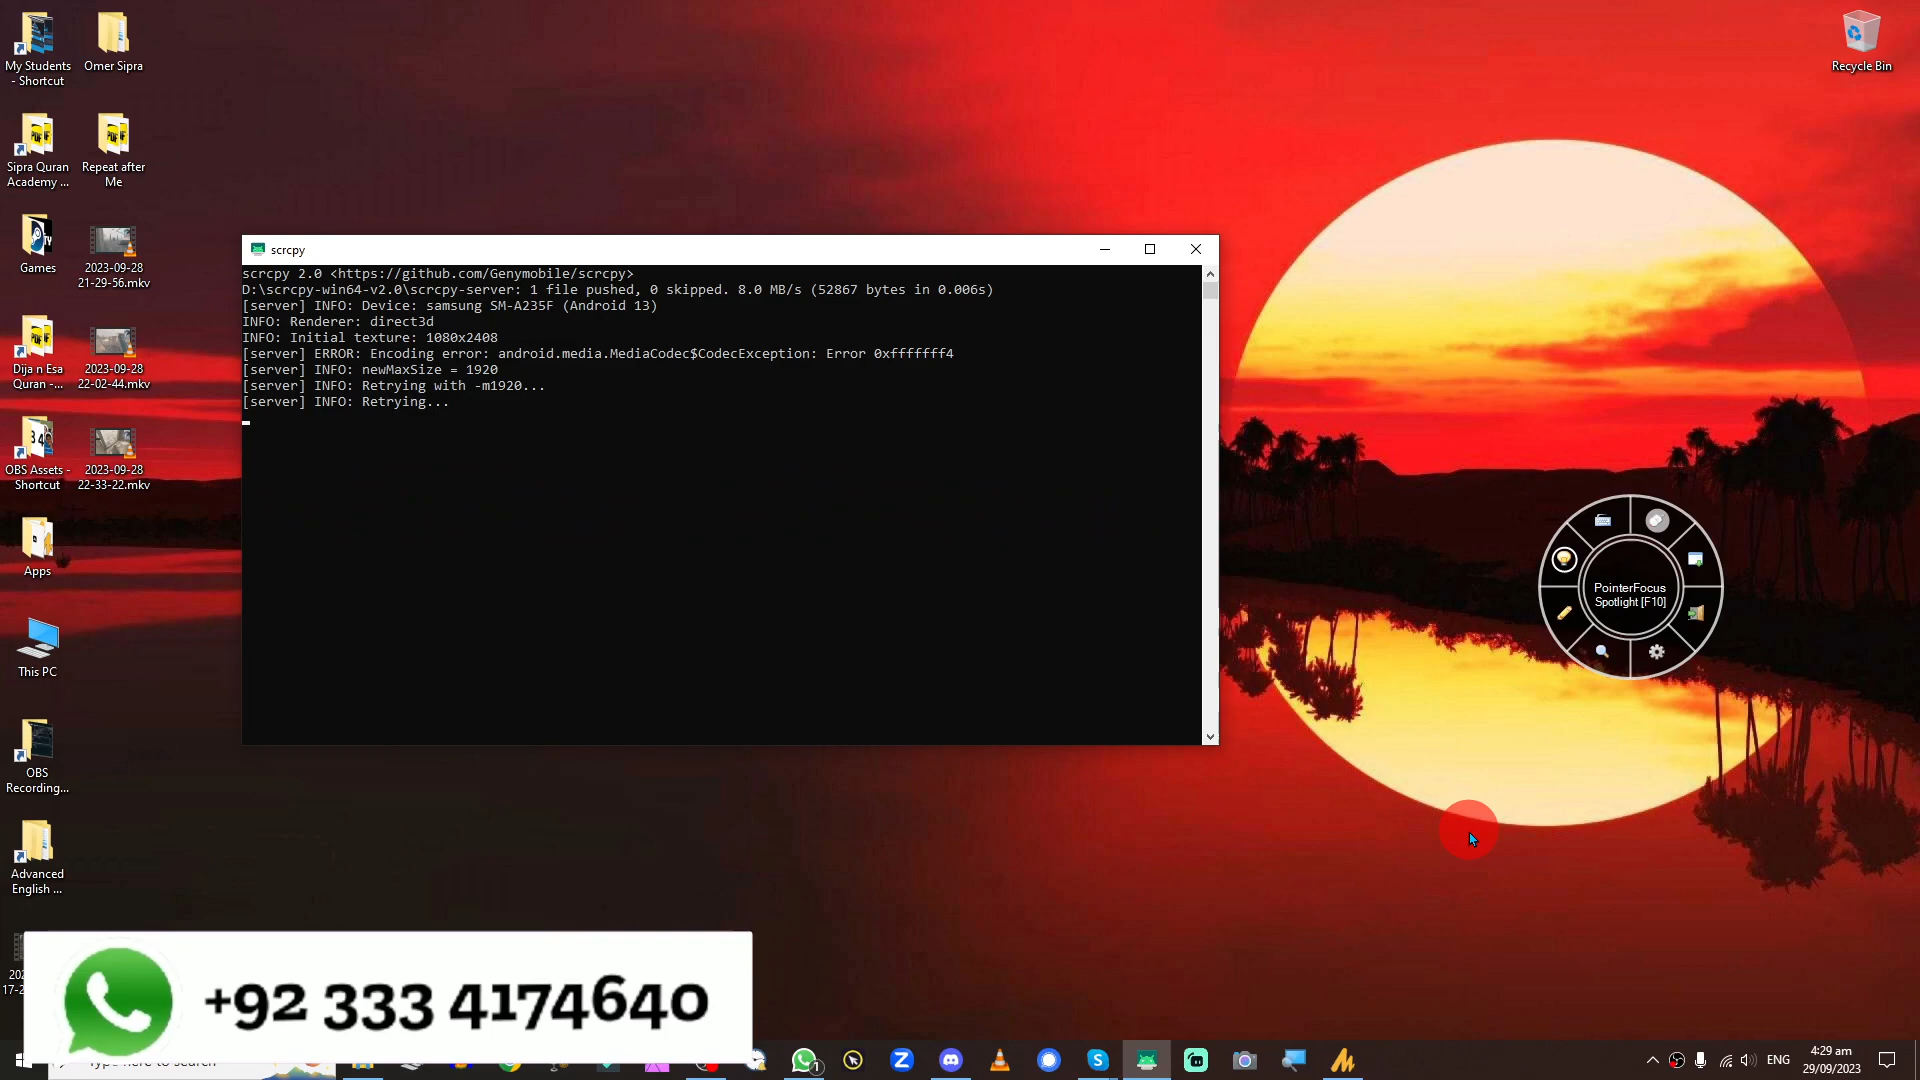 My Students
- Shortcut
Omer Sipra
Recycle Bin
Sipra Quran
Academy ...
Repeat after
Me
Games
2023-09-28
21-29-56.mkv
Dija n Esa
Quran -...
2023-09-28
22-02-44.mkv
OBS Assets -
Shortcut
2023-09-28
22-33-22.mkv
Apps
This PC
OBS
Recording...
Advanced
English ...
scrcpy
scrcpy 2.0 <https://github.com/Genymobile/scrcpy>
D:\scrcpy-win64-v2.0\scrcpy-server: 1 file pushed, 0 skipped. 8.0 MB/s (52867 bytes in 0.006s)
[server] INFO: Device: samsung SM-A235F (Android 13)
INFO: Renderer: direct3d
INFO: Initial texture: 1080x2408
[server] ERROR: Encoding error: android.media.MediaCodec$CodecException: Error 0xfffffff4
[server] INFO: newMaxSize = 1920
[server] INFO: Retrying with -m1920...
[server] INFO: Retrying...
PointerFocus
Spotlight [F10]
+92 333 4174640
1
ENG
4:29 am
29/09/2023